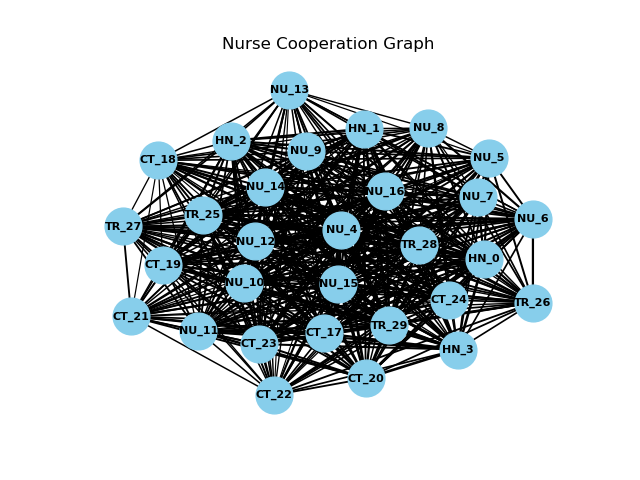 Nurse Cooperation Graph
NU_13
HN_1
NU_8
HN_2
NU_9
CT_18
NU_5
NU_14
NU_16
NU_7
TR_25
NU_6
TR_27
NU_4
NU_12
TR_28
HN_0
CT_19
NU_10
NU_15
CT_24
TR_26
CT_21
TR_29
NU_11
CT_17
CT_23
HN_3
CT_20
CT_22